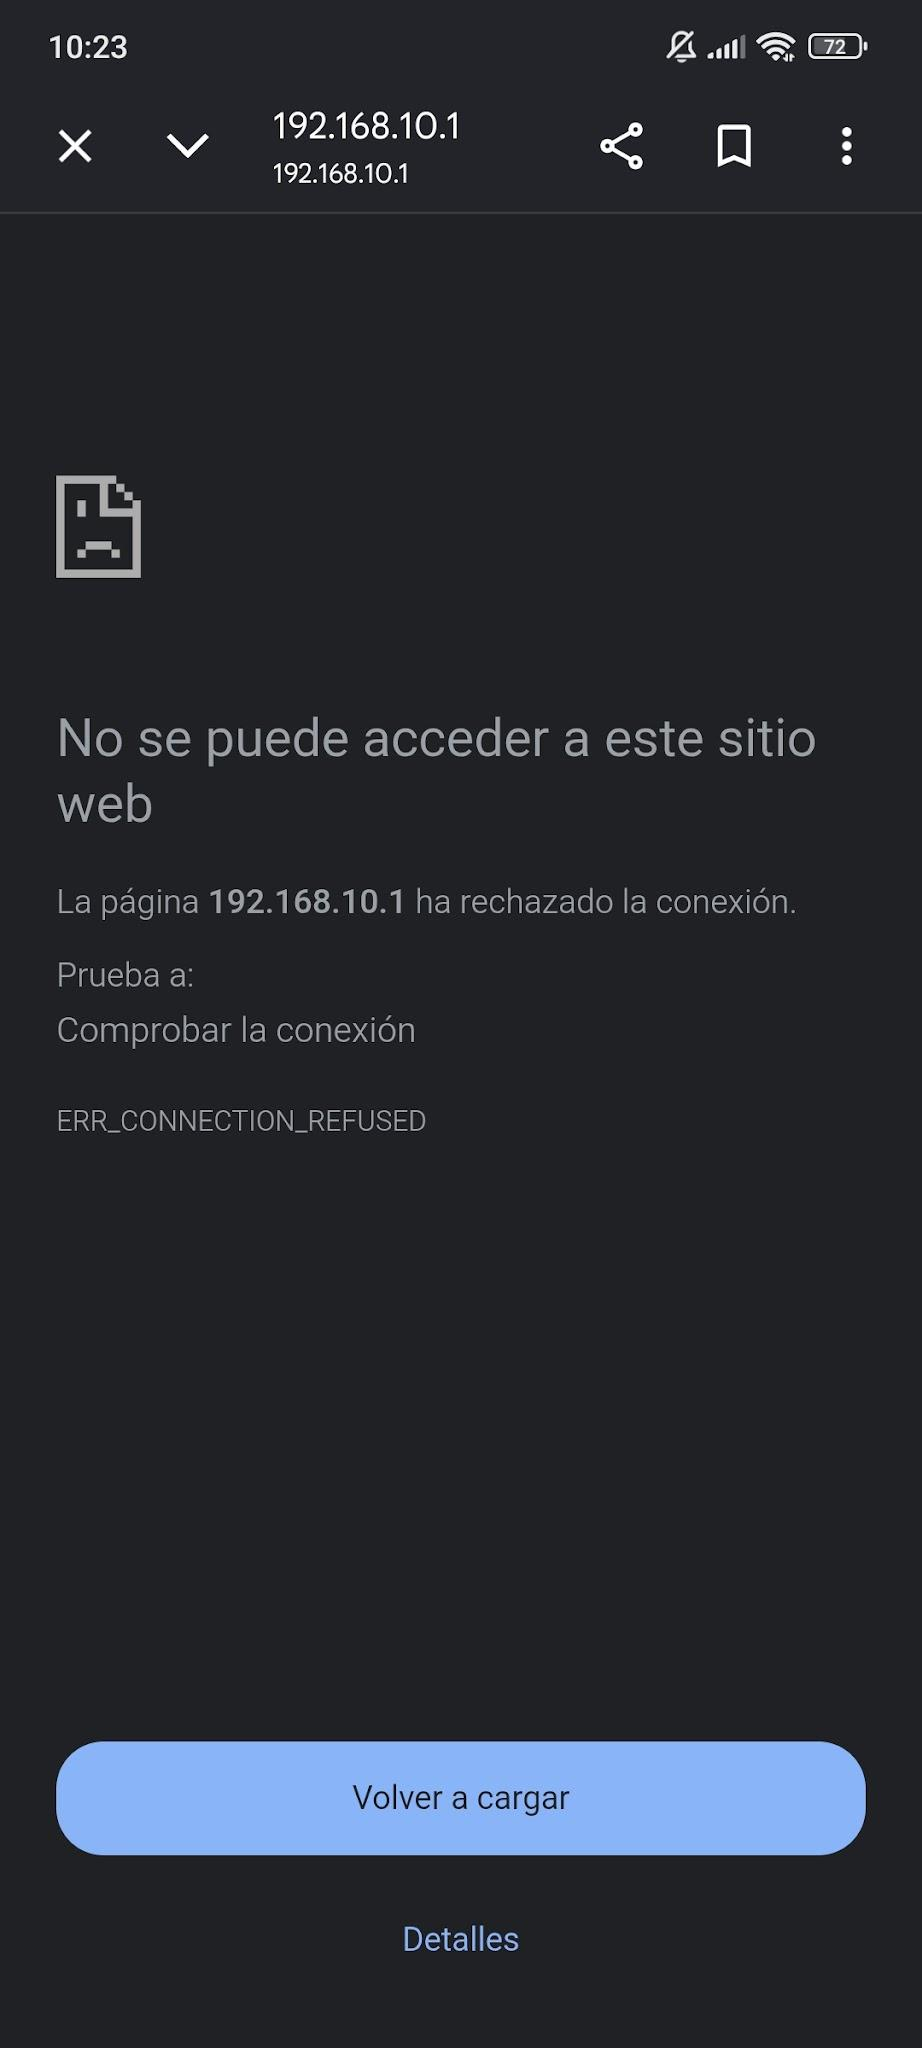 10:23
72
192.168.10.1
192.168.10.1
No se puede acceder a este sitio
web
La página 192.168.10.1 ha rechazado la conexión.
Prueba a:
Comprobar la conexión
ERR_CONNECTION_REFUSED
Volver a cargar
Detalles